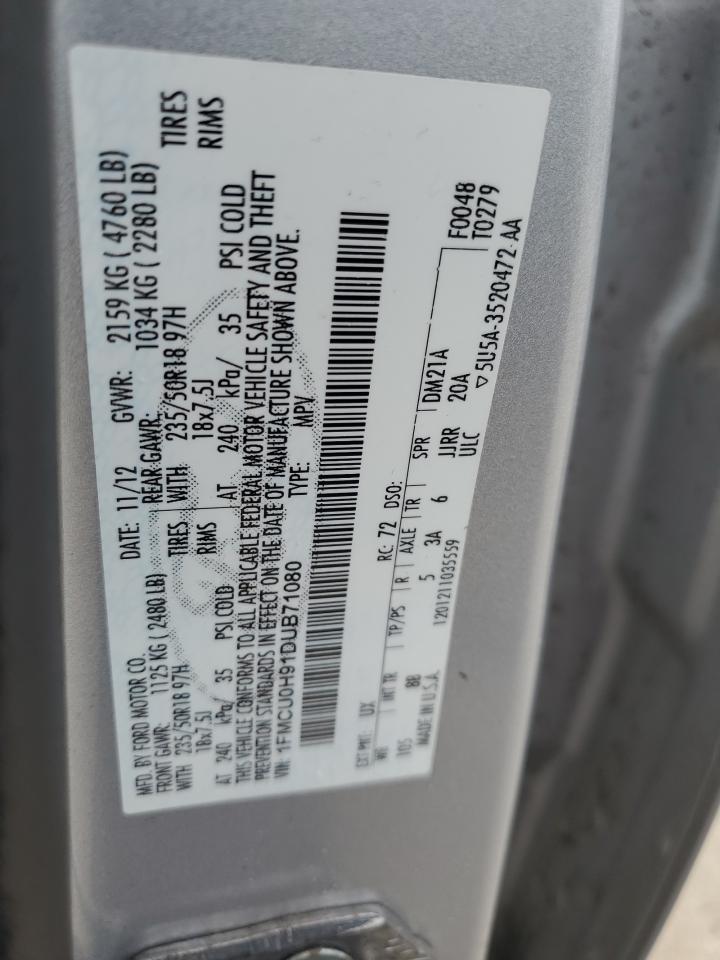 MFD. BY FORD MOTOR CO. DATE: 11/12 GVWR: 2159 KG ( 4760 LB)
FRONT GAWR: 1125 KG ( 2480 LB) REAR GAWR: 1034 KG ( 2280 LB)
WITH 235/50R18 97H TIRES WITH 235/50R18 97H TIRES
18x7.5J RIMS 18x7.5J RIMS
AT 240 kPa/ 35 PSI COLD AT 240 kPa/ 35 PSI COLD
THIS VEHICLE CONFORMS TO ALL APPLICABLE FEDERAL MOTOR VEHICLE SAFETY AND THEFT
PREVENTION STANDARDS IN EFFECT ON THE DATE OF MANUFACTURE SHOWN ABOVE.
VIN: 1FMCU0H91DUB71080 TYPE: MPV
EXT PNT: UX RC: 72 DSO: F0048
WB INT TR TP/PS R AXLE TR SPR DM21A T0279
105 8B 5 3A 6 JJRR 20A
MADE IN U.S.A. 1201211035559 ULC ▽5U5A-3520472-AA